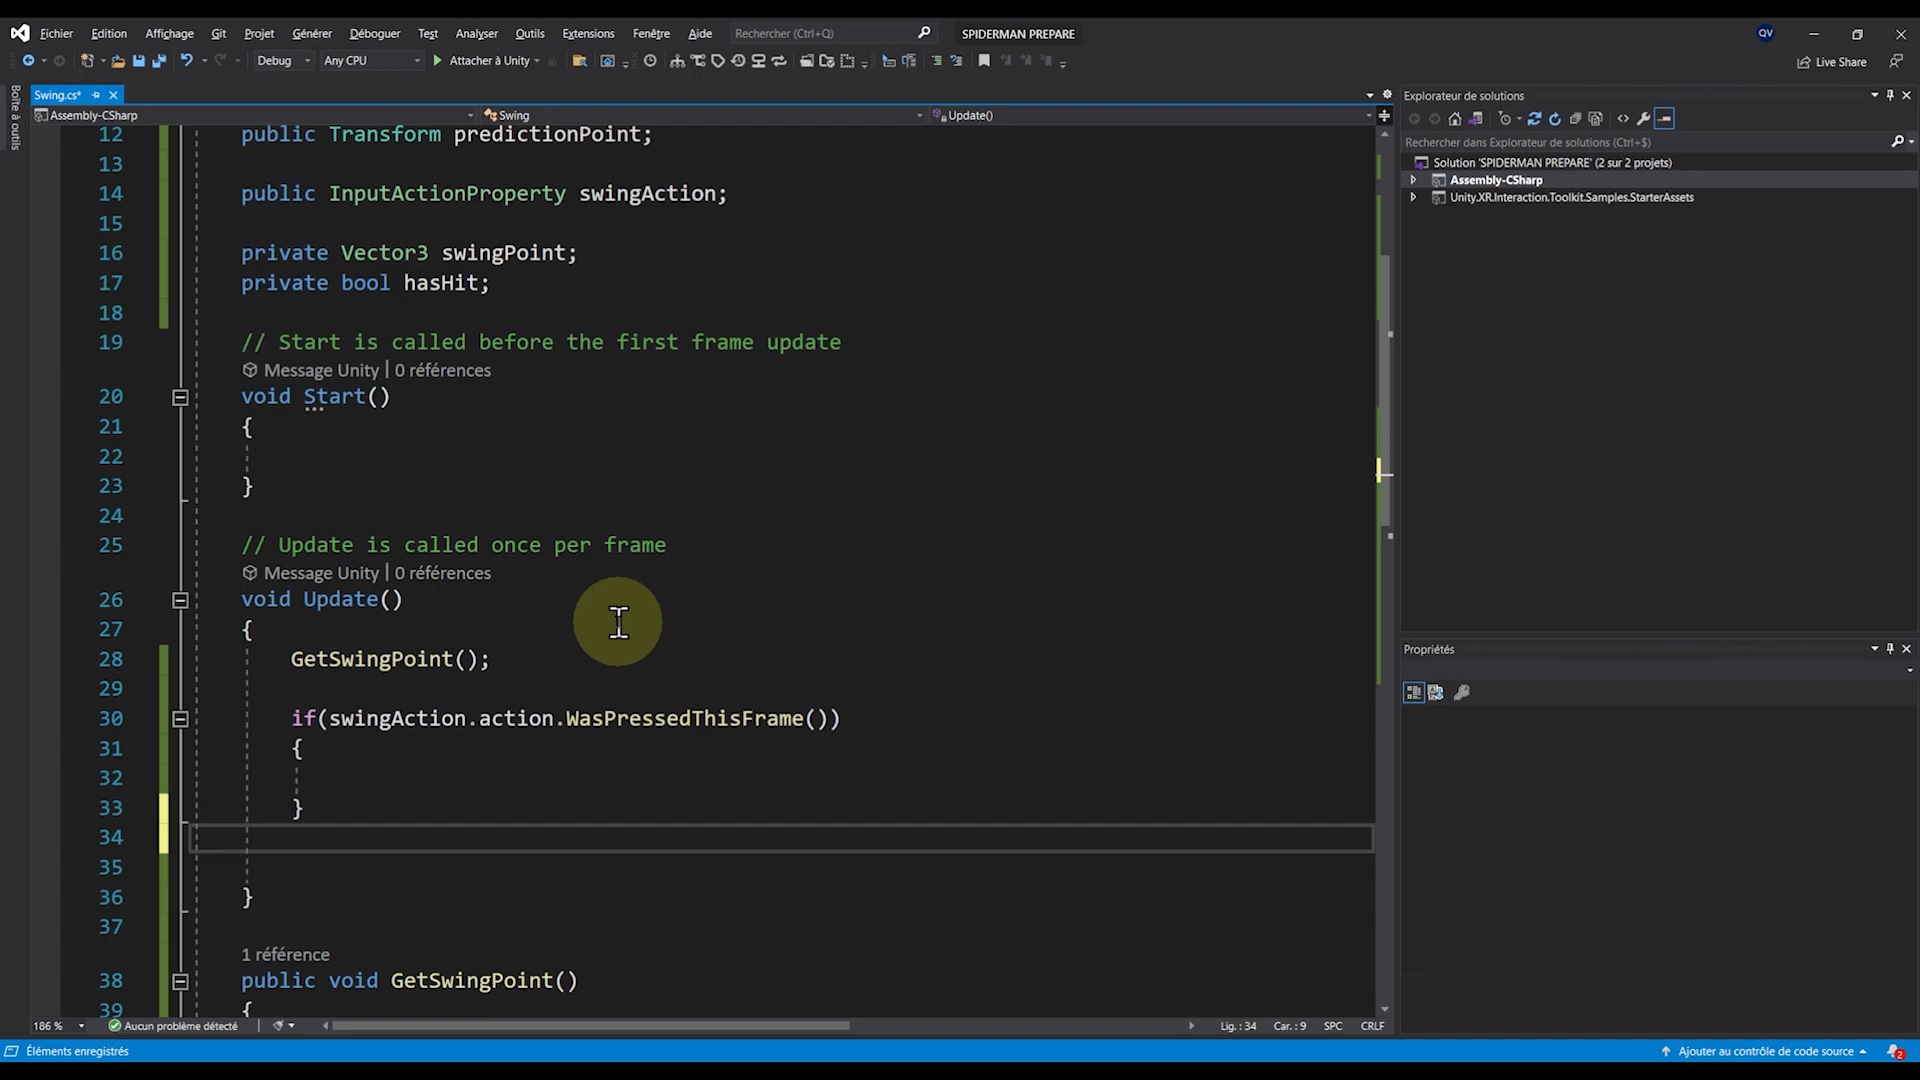 Fichier Edition Affichage Git Projet Générer Déboguer Test Analyser Outils Extensions Fenêtre Aide Rechercher (Ctrl+Q) SPIDERMAN PREPARE QV
Debug Any CPU Attacher à Unity Live Share
Boîte à outils
Swing.cs*
Assembly-CSharp Swing Update()
12 public Transform predictionPoint;
13
14 public InputActionProperty swingAction;
15
16 private Vector3 swingPoint;
17 private bool hasHit;
18
19 // Start is called before the first frame update
Message Unity | 0 références
20 void Start()
21 {
22
23 }
24
25 // Update is called once per frame
Message Unity | 0 références
26 void Update()
27 {
28 GetSwingPoint();
29
30 if(swingAction.action.WasPressedThisFrame())
31 {
32
33 }
34
35
36 }
37
1 référence
38 public void GetSwingPoint()
39 {
186 % Aucun problème détecté Lig. : 34 Car. : 9 SPC CRLF
Explorateur de solutions
Rechercher dans Explorateur de solutions (Ctrl+$)
Solution 'SPIDERMAN PREPARE' (2 sur 2 projets)
Assembly-CSharp
Unity.XR.Interaction.Toolkit.Samples.StarterAssets
Propriétés
Éléments enregistrés Ajouter au contrôle de code source 2